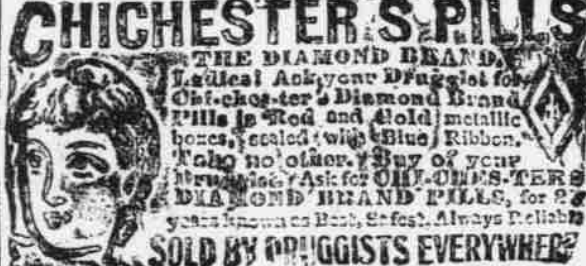 CHICHESTER S PILLS
THE DIAMOND BRAND.
Ladies! Ask your Druggist for
Chi-ches-ter's Diamond Brand
Pills in Red and Gold metallic
boxes, sealed with Blue Ribbon.
Take no other. Buy of your
Druggist. Ask for CHI-CHES-TERS
DIAMOND BRAND PILLS, for
years known as Best, Safest, Always Reliable
SOLD BY DRUGGISTS EVERYWHERE